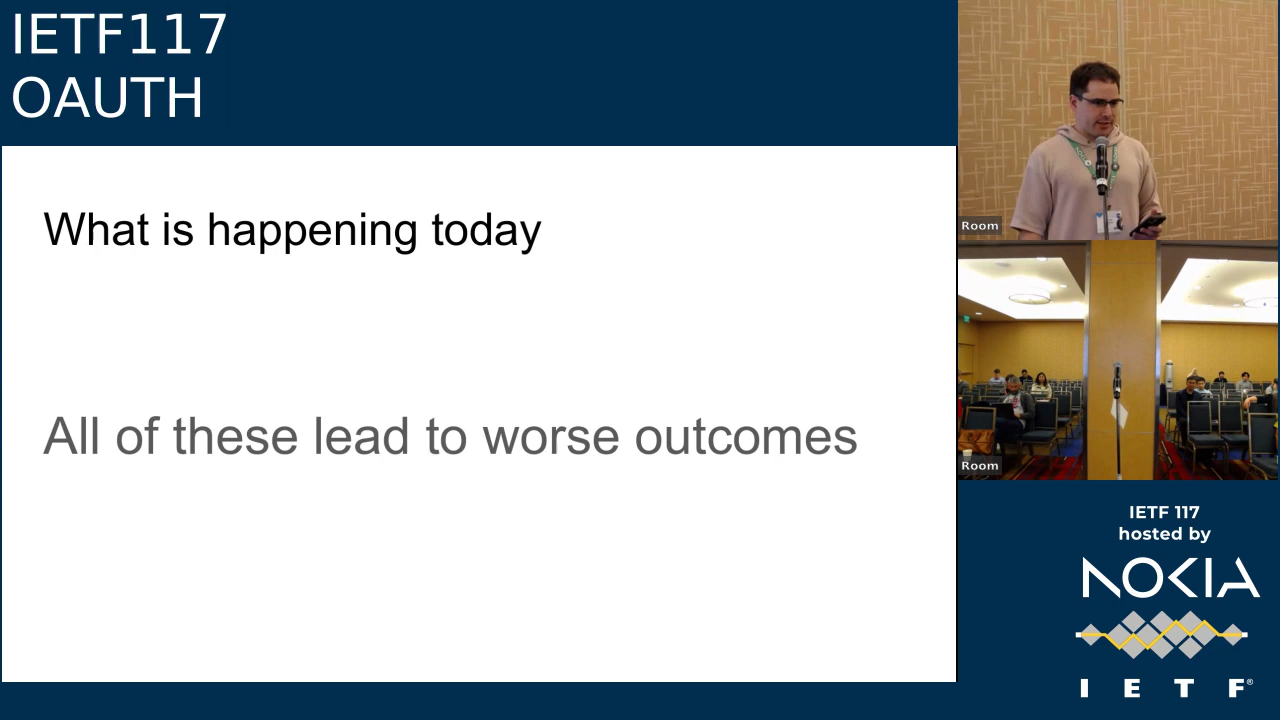 IETF117
OAUTH
What is happening today
All of these lead to worse outcomes
Room
Room
IETF 117
hosted by
NOKIA
I E T F®